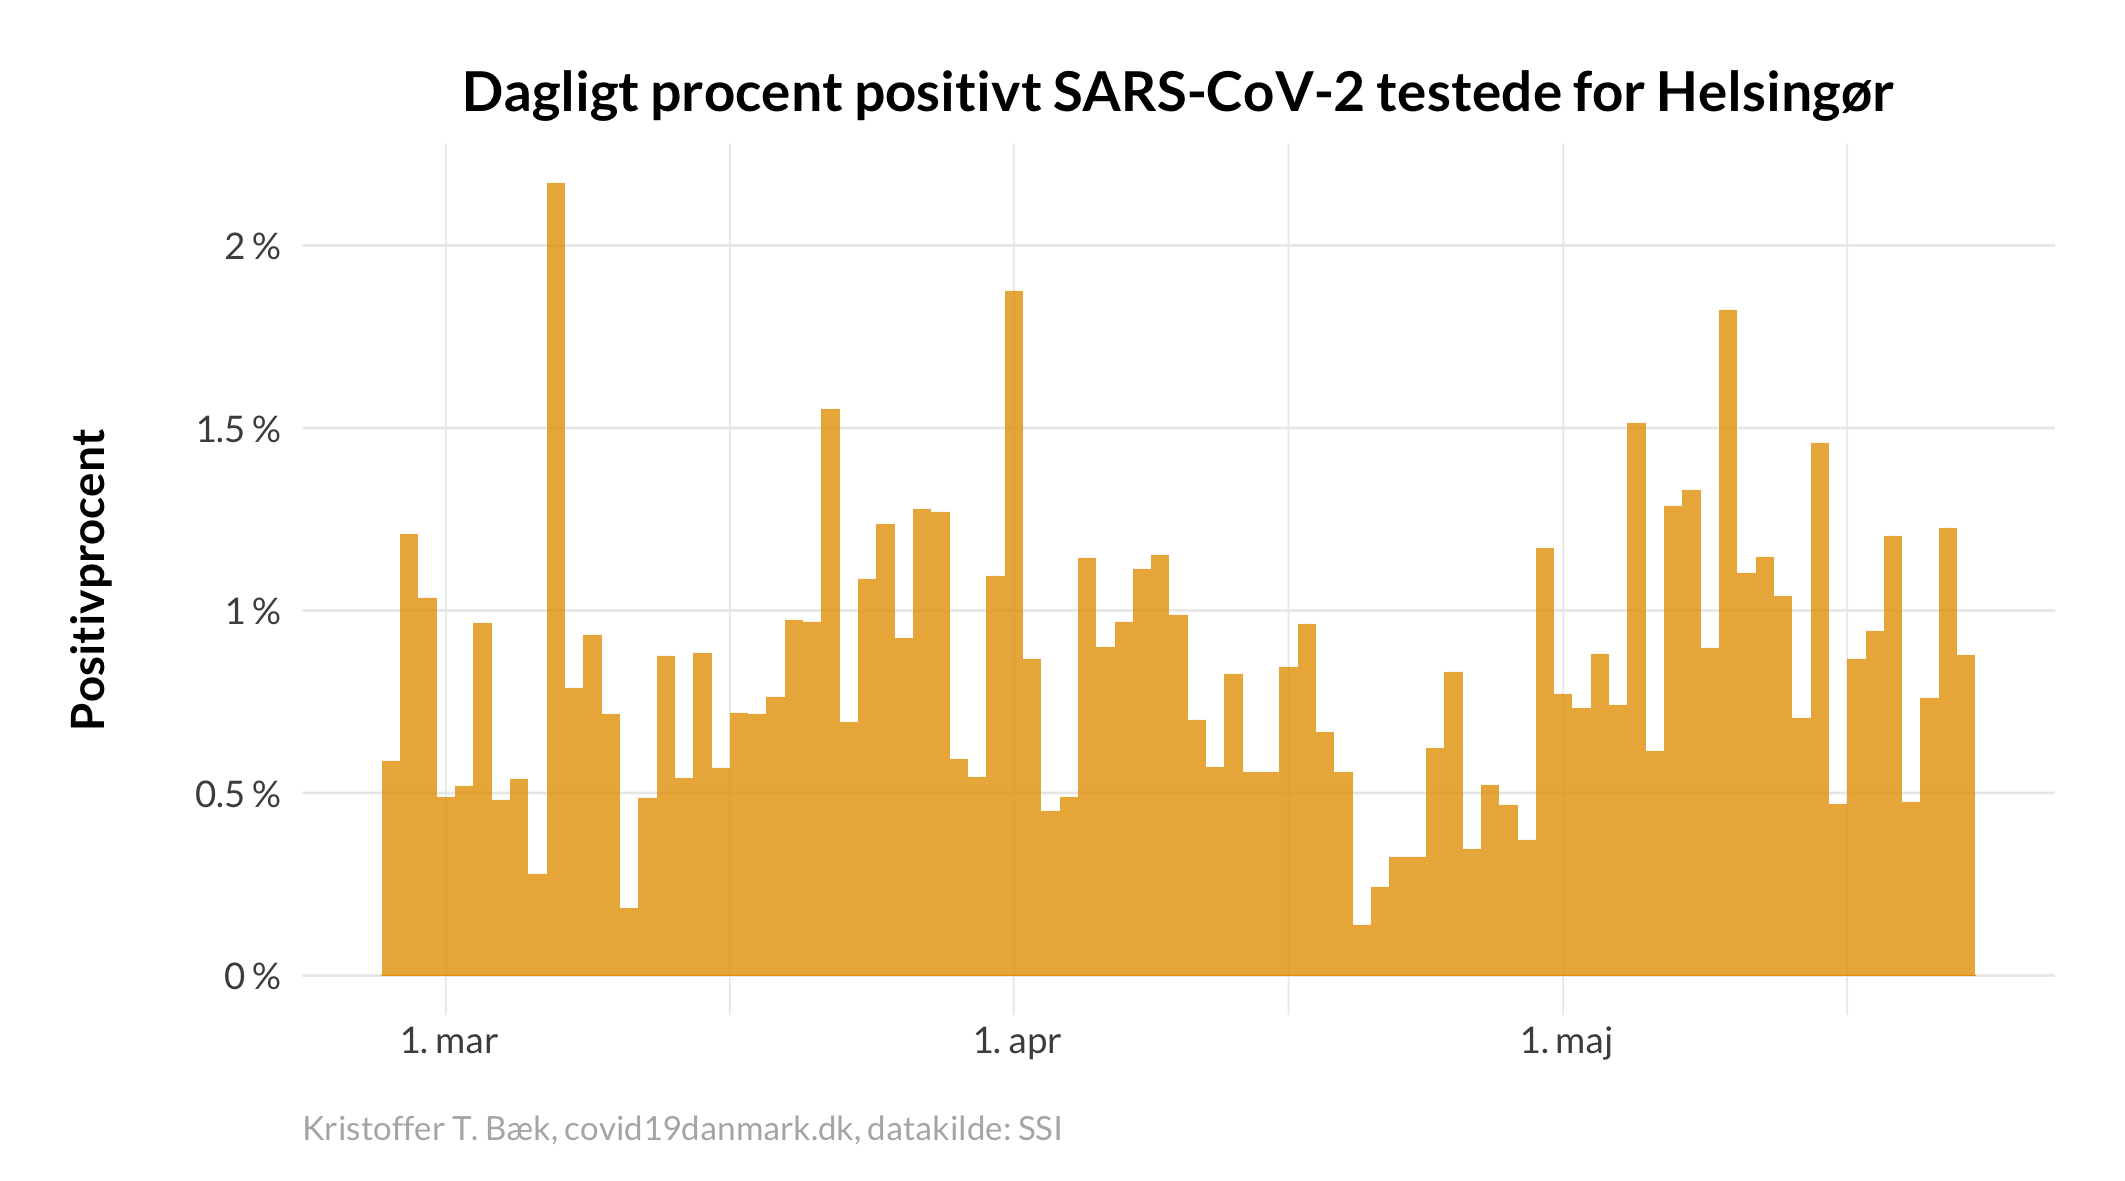 Dagligt procent positivt SARS-CoV-2 testede for Helsingør
Positivprocent
2 %
1.5 %
1 %
0.5 %
0 %
1. mar
1. apr
1. maj
Kristoffer T. Bæk, covid19danmark.dk, datakilde: SSI